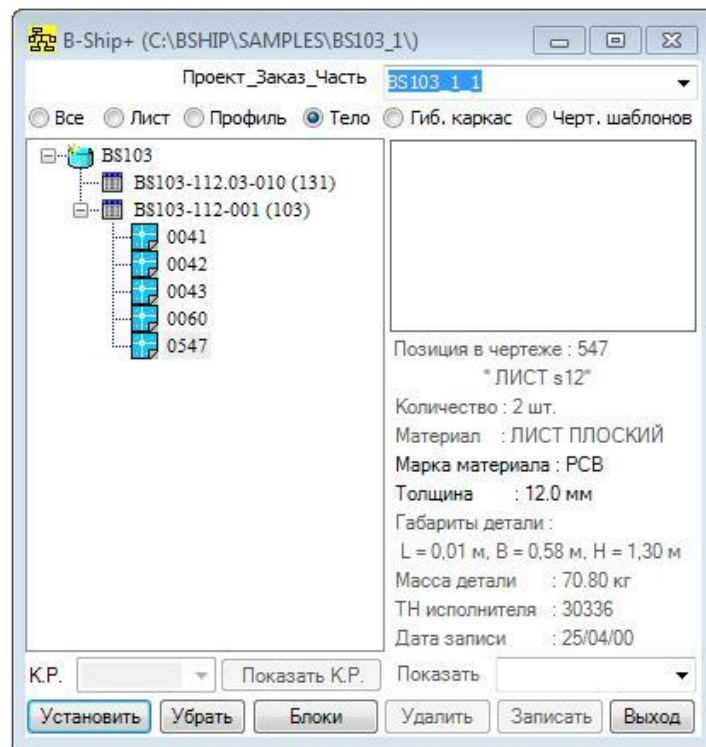 B-Ship+ (C:\BSHIP\SAMPLES\BS103_1\)
Проект_Заказ_Часть BS103_1_1
Все Лист Профиль Тело Гиб. каркас Черт. шаблонов
BS103
BS103-112.03-010 (131)
BS103-112-001 (103)
0041
0042
0043
0060
0547
Позиция в чертеже : 547
" ЛИСТ s12"
Количество : 2 шт.
Материал : ЛИСТ ПЛОСКИЙ
Марка материала : РСВ
Толщина : 12.0 мм
Габариты детали :
L = 0,01 м, B = 0,58 м, H = 1,30 м
Масса детали : 70.80 кг
ТН исполнителя : 30336
Дата записи : 25/04/00
К.Р. Показать К.Р. Показать
Установить Убрать Блоки Удалить Записать Выход